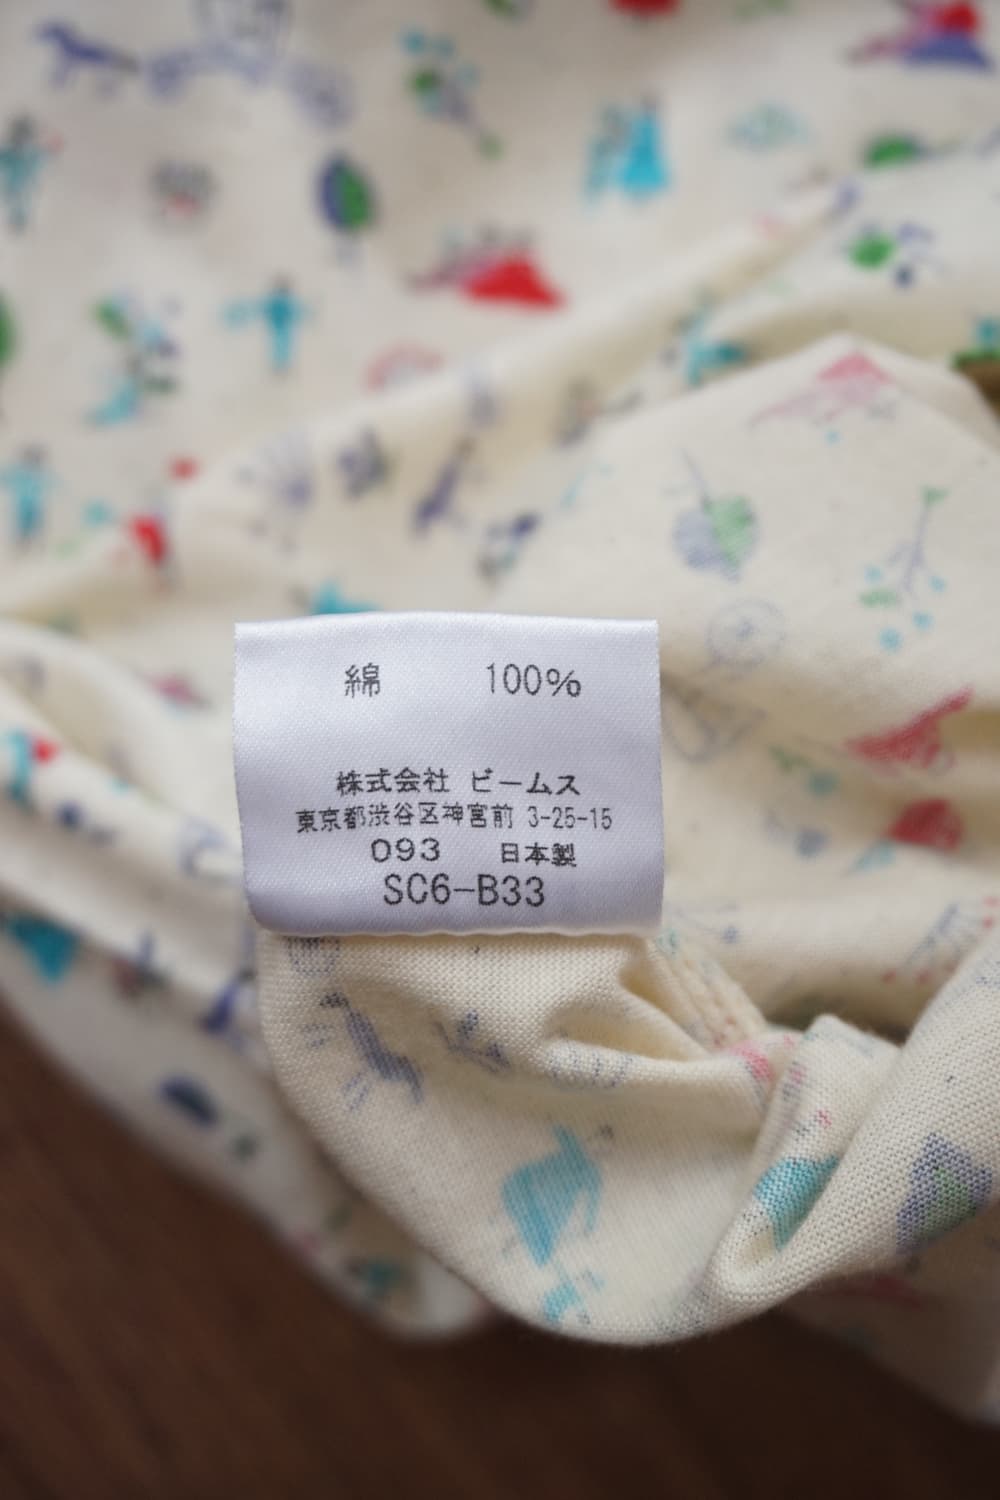 綿 100%
株式会社 ビームス
東京都渋谷区神宮前 3-25-15
093 日本製
SC6-B33